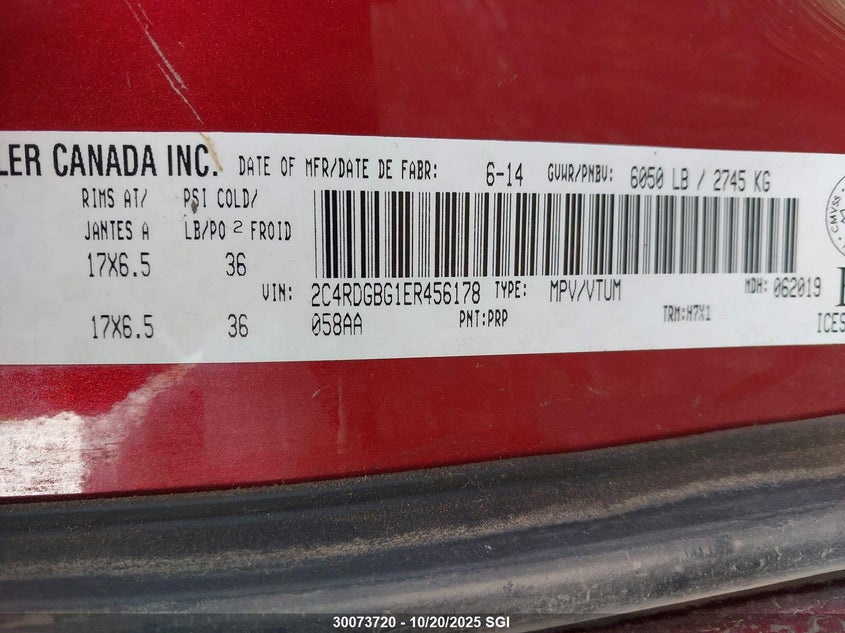 LER CANADA INC. DATE OF MFR/DATE DE FABR: 6-14 GVWR/PNBV: 6050 LB / 2745 KG
RIMS AT/ PSI COLD/
JANTES A LB/PO 2 FROID
17X6.5 36
VIN: 2C4RDGBG1ER456178 TYPE: MPV/VTUM MDH: 062019
17X6.5 36 058AA PNT:PRP TRM:H7X1
ICES
CMVSS
30073720 - 10/20/2025 SGI